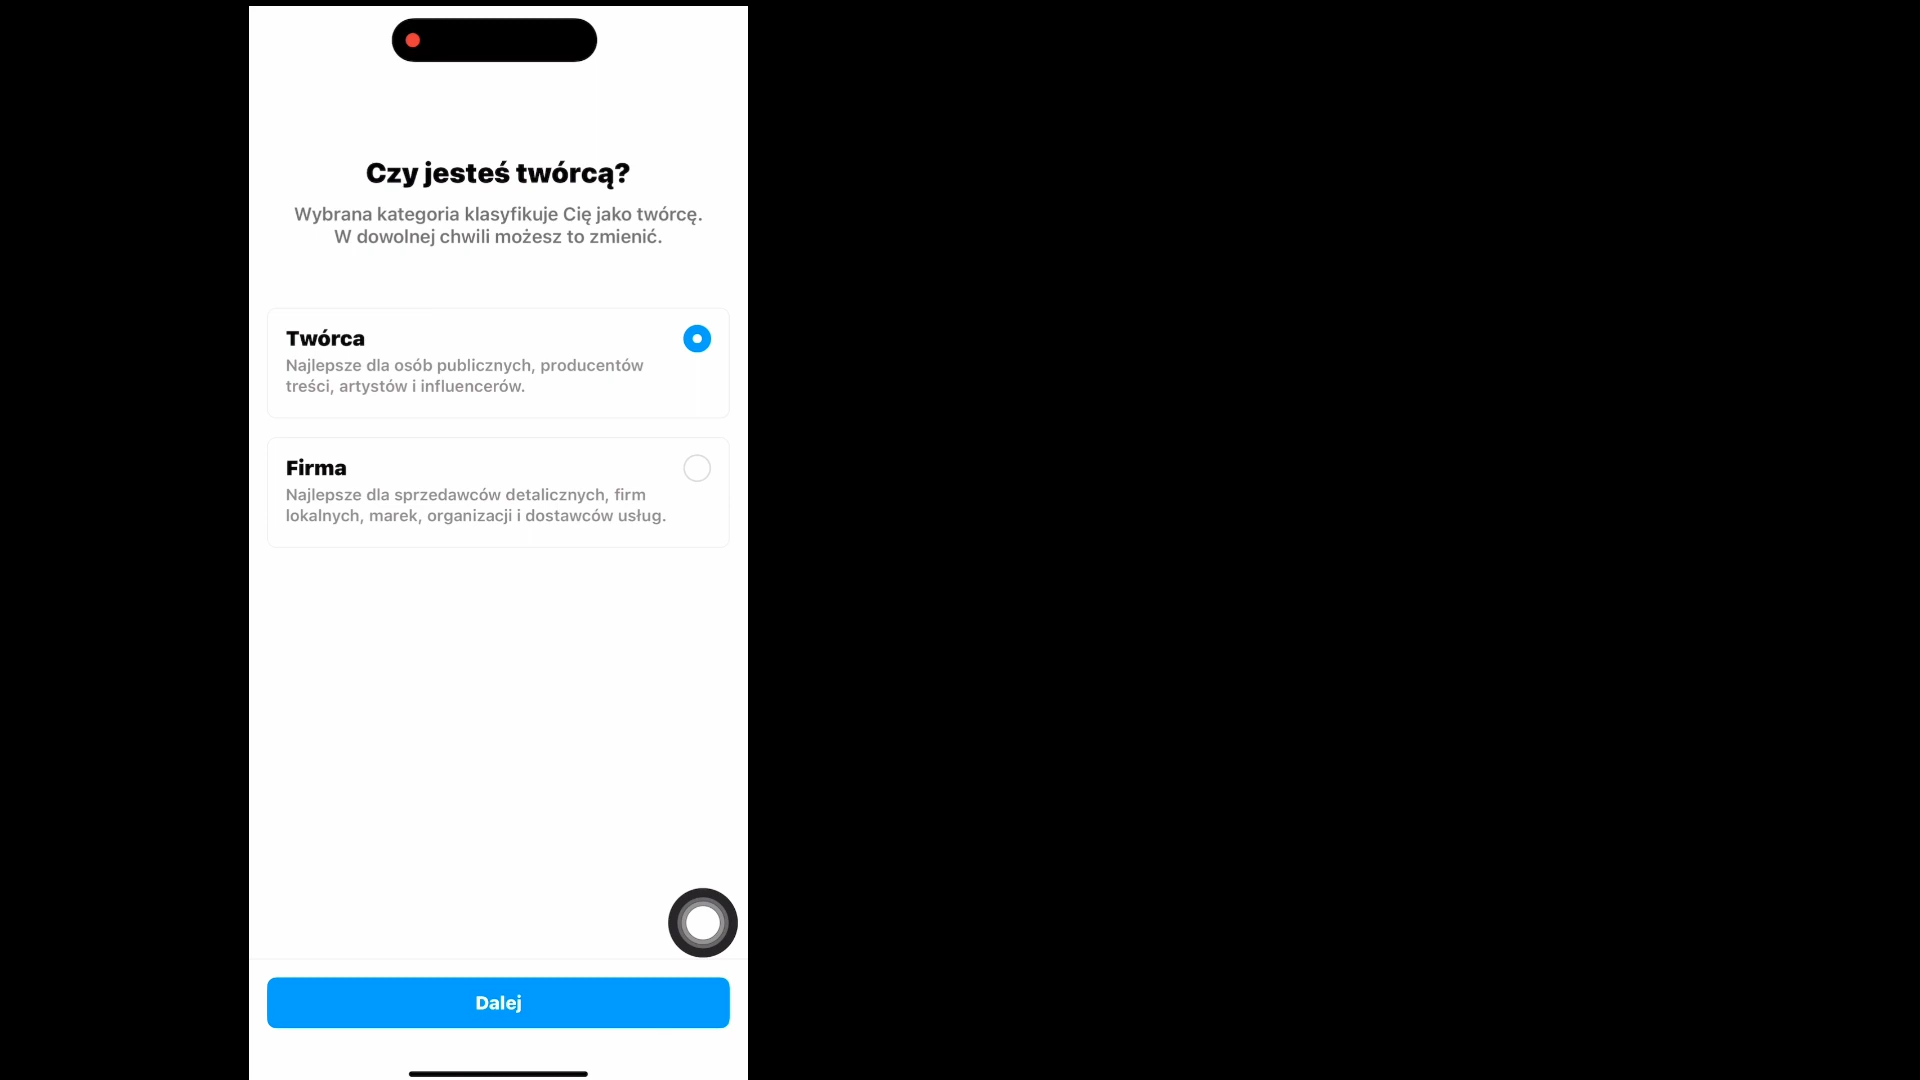 Czy jesteś twórcą?
Wybrana kategoria klasyfikuje Cię jako twórcę.
W dowolnej chwili możesz to zmienić.
Twórca
Najlepsze dla osób publicznych, producentów
treści, artystów i influencerów.
Firma
Najlepsze dla sprzedawców detalicznych, firm
lokalnych, marek, organizacji i dostawców usług.
Dalej